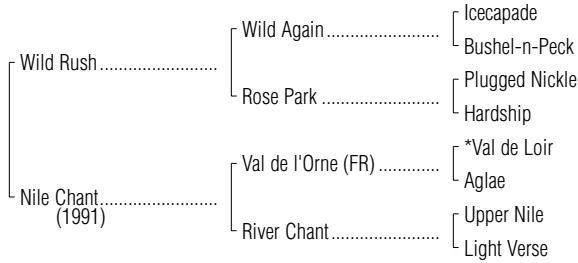 Icecapade
Wild Again
Bushel-n-Peck
Wild Rush
Plugged Nickle
Rose Park
Hardship
*Val de Loir
Val de l'Orne (FR)
Aglae
Nile Chant
(1991)
Upper Nile
River Chant
Light Verse